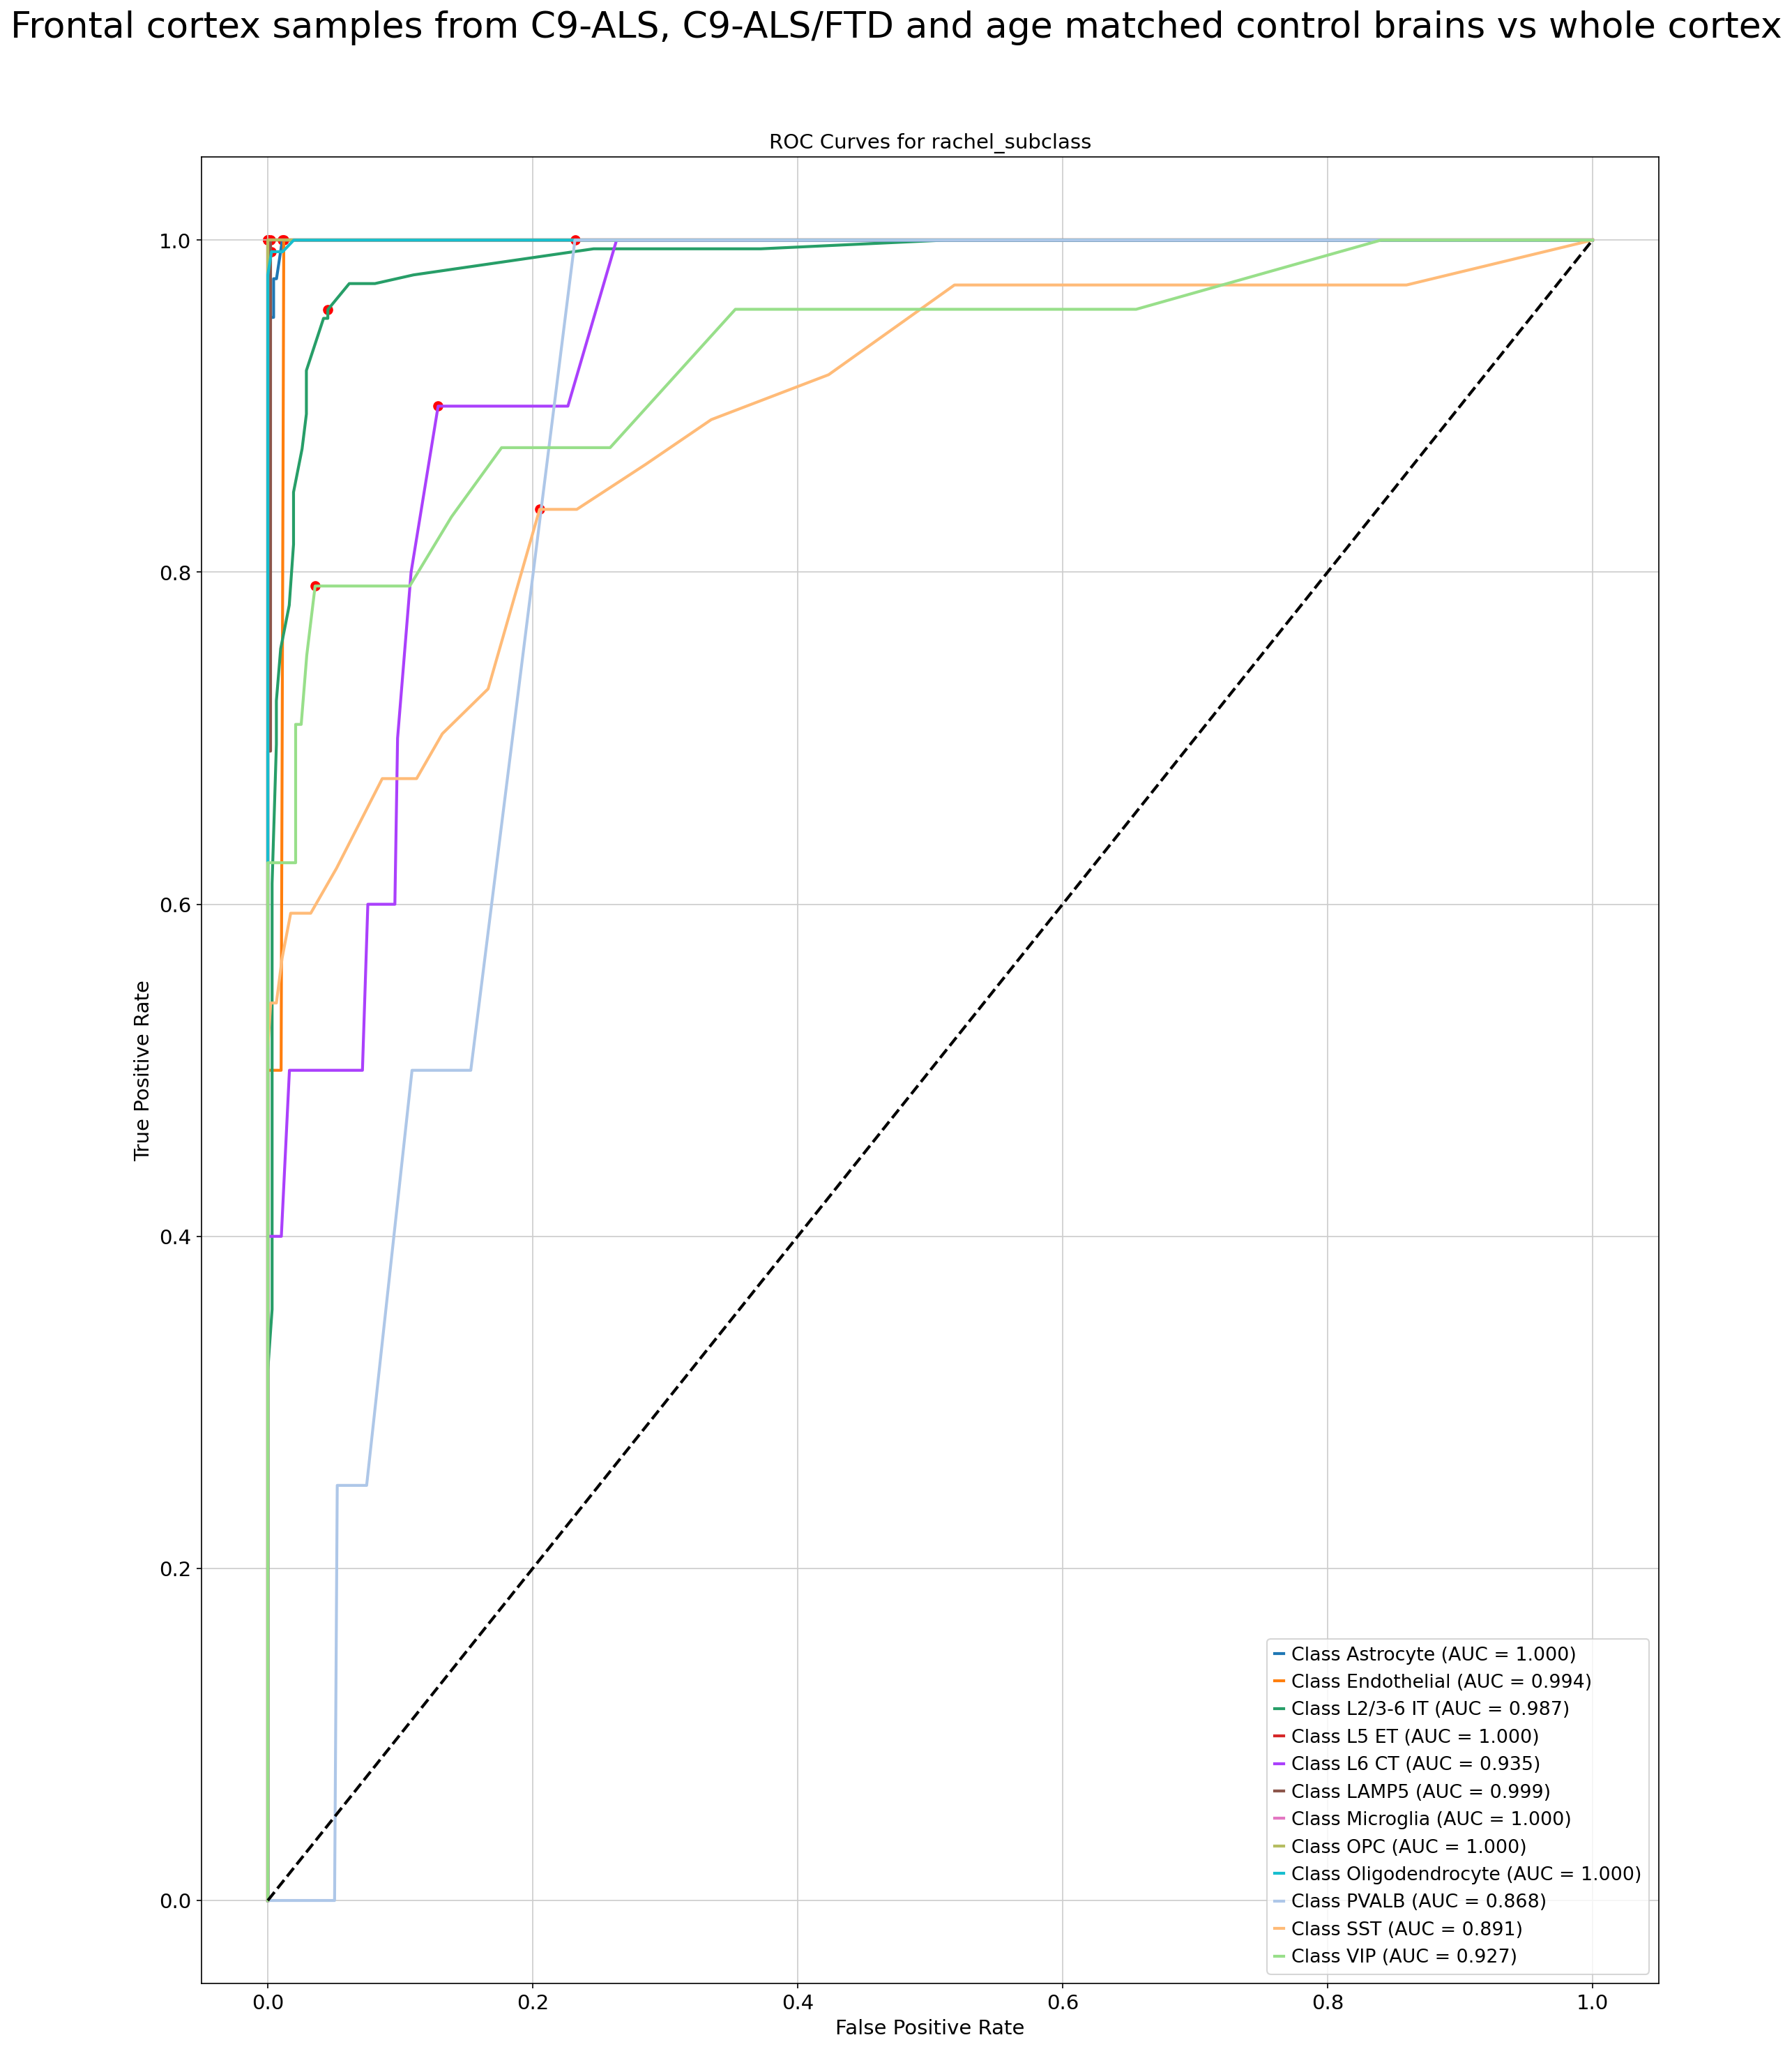 Frontal cortex samples from C9-ALS, C9-ALS/FTD and age matched control brains vs whole cortex
ROC Curves for rachel_subclass
1.0
0.8
0.6
0.4
0.2
0.0
True Positive Rate
Class Astrocyte (AUC = 1.000)
Class Endothelial (AUC = 0.994)
Class L2/3-6 IT (AUC = 0.987)
Class L5 ET (AUC = 1.000)
Class L6 CT (AUC = 0.935)
Class LAMP5 (AUC = 0.999)
Class Microglia (AUC = 1.000)
Class OPC (AUC = 1.000)
Class Oligodendrocyte (AUC = 1.000)
Class PVALB (AUC = 0.868)
Class SST (AUC = 0.891)
Class VIP (AUC = 0.927)
0.0 0.2 0.4 0.6 0.8 1.0
False Positive Rate